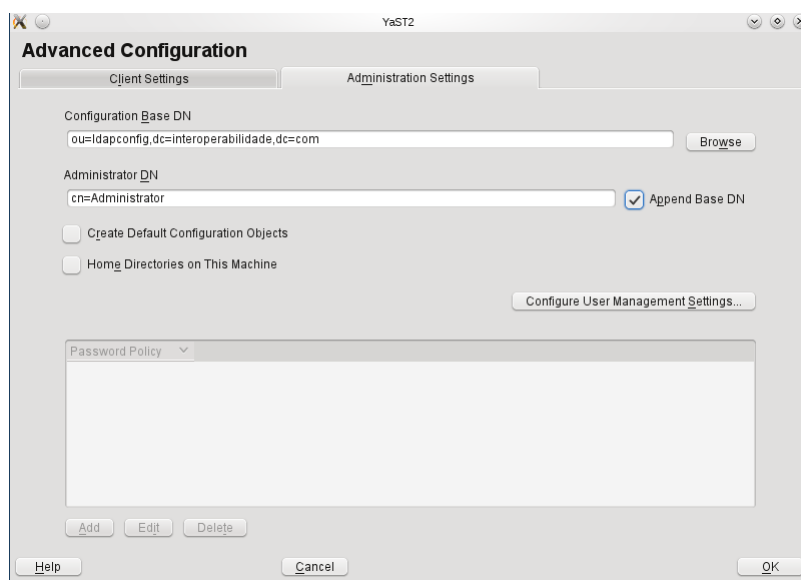 YaST2
Advanced Configuration
Client Settings
Administration Settings
Configuration Base DN
ou=ldapconfig,dc=interoperabilidade,dc=com
Browse
Administrator DN
cn=Administrator
Append Base DN
Create Default Configuration Objects
Home Directories on This Machine
Configure User Management Settings...
Password Policy
Add
Edit
Delete
Help
Cancel
OK